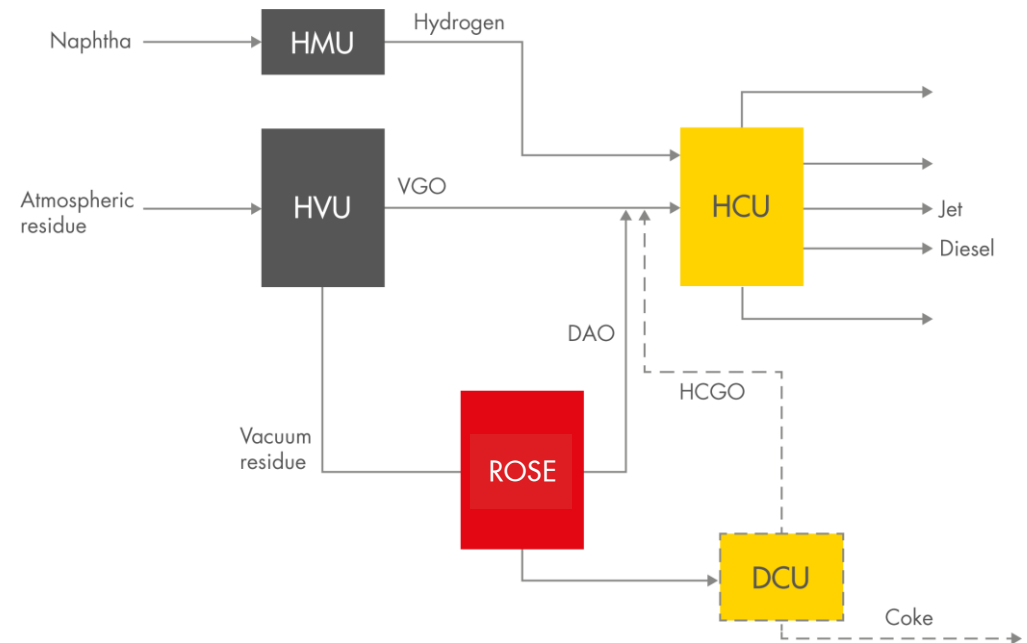 Naphtha
HMU
Hydrogen
Atmospheric
residue
HVU
VGO
HCU
Jet
Diesel
DAO
HCGO
Vacuum
residue
ROSE
DCU
Coke